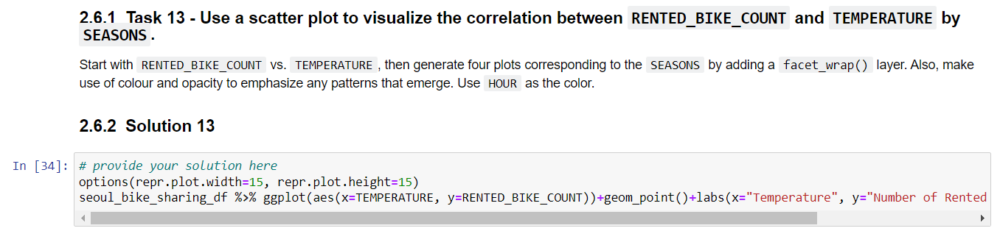 2.6.1 Task 13 - Use a scatter plot to visualize the correlation between RENTED_BIKE_COUNT and TEMPERATURE by
SEASONS.
Start with RENTED_BIKE_COUNT vs. TEMPERATURE , then generate four plots corresponding to the SEASONS by adding a facet_wrap() layer. Also, make
use of colour and opacity to emphasize any patterns that emerge. Use HOUR as the color.
2.6.2 Solution 13
In [34]: # provide your solution here
options(repr.plot.width=15, repr.plot.height=15)
seoul_bike_sharing_df %>% ggplot(aes(x=TEMPERATURE, y=RENTED_BIKE_COUNT))+geom_point()+labs(x="Temperature", y="Number of Rented